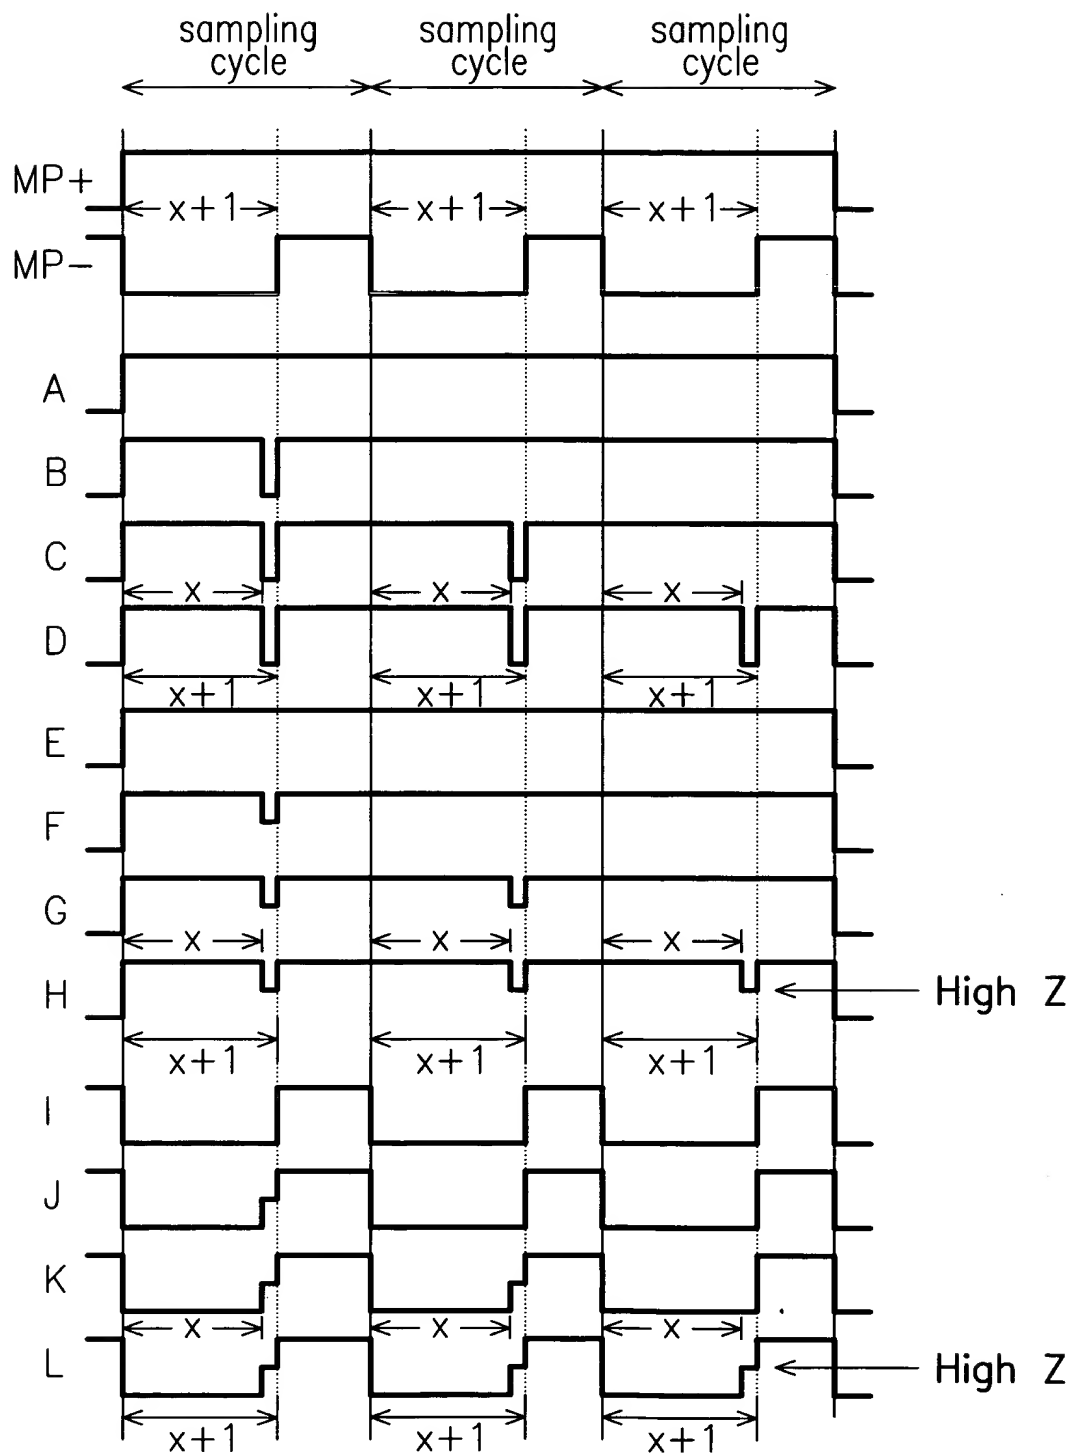 sampling cycle
sampling cycle
sampling cycle
MP+
x+1
x+1
x+1
MP-
A
B
C
x
x
x
D
x+1
x+1
x+1
E
F
G
x
x
x
H
High Z
x+1
x+1
x+1
I
J
K
x
x
x
L
High Z
x+1
x+1
x+1